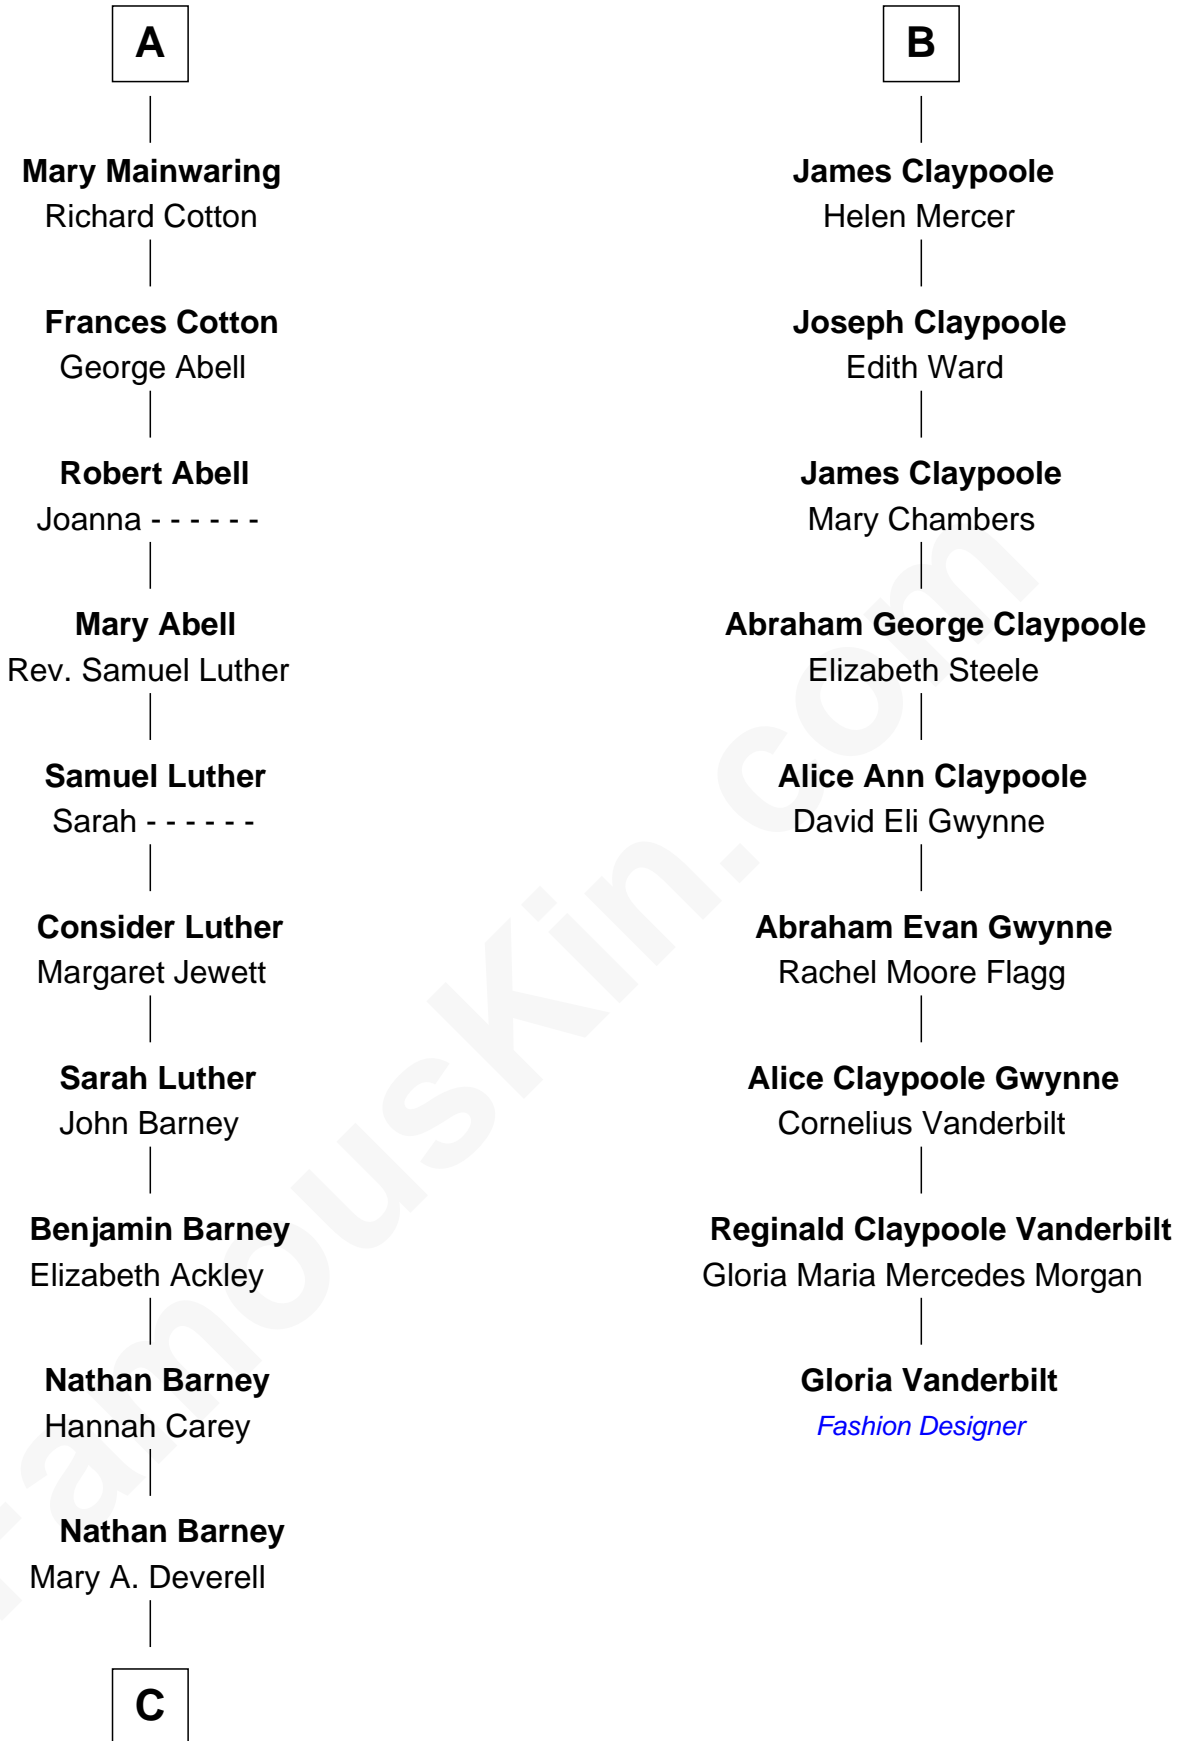 A
Mary Mainwaring
Richard Cotton
Frances Cotton
George Abell
Robert Abell
Joanna - - - - - -
Mary Abell
Rev. Samuel Luther
Samuel Luther
Sarah - - - - - -
Consider Luther
Margaret Jewett
Sarah Luther
John Barney
Benjamin Barney
Elizabeth Ackley
Nathan Barney
Hannah Carey
Nathan Barney
Mary A. Deverell
C
B
James Claypoole
Helen Mercer
Joseph Claypoole
Edith Ward
James Claypoole
Mary Chambers
Abraham George Claypoole
Elizabeth Steele
Alice Ann Claypoole
David Eli Gwynne
Abraham Evan Gwynne
Rachel Moore Flagg
Alice Claypoole Gwynne
Cornelius Vanderbilt
Reginald Claypoole Vanderbilt
Gloria Maria Mercedes Morgan
Gloria Vanderbilt
Fashion Designer
FamousKin.com